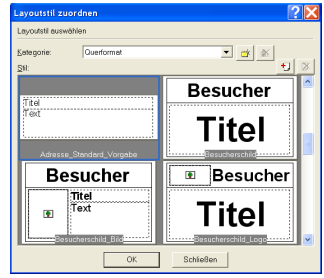 Layoutstil zuordnen
Layoutstil auswählen
Kategorie: Querformat
Stil:
Titel
Text
Adresse_Standard_Vorgabe
Besucher
Titel
Besucherschild
Besucher
Titel
Text
Besucherschild_Bild
Besucher
Titel
Besucherschild_Logo
OK Schließen